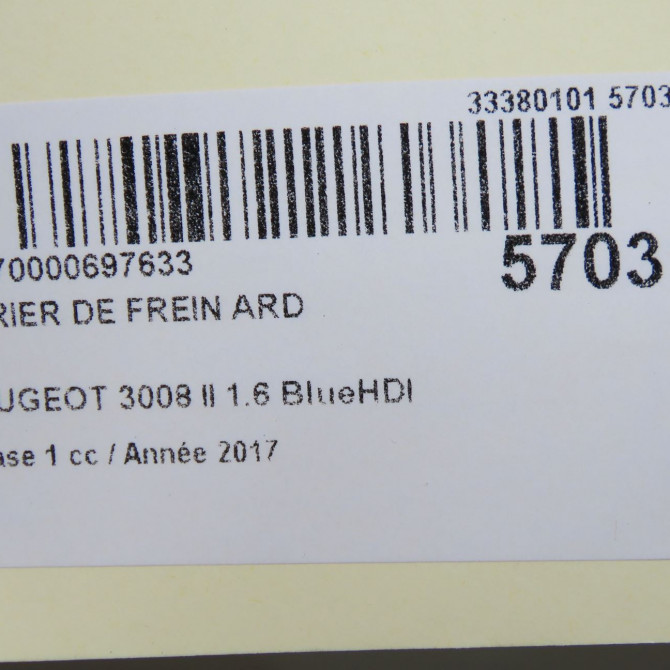 33380101 5703
70000697633
5703
RIER DE FREIN ARD
UGEOT 3008 II 1.6 BlueHDI
ase 1 cc / Année 2017